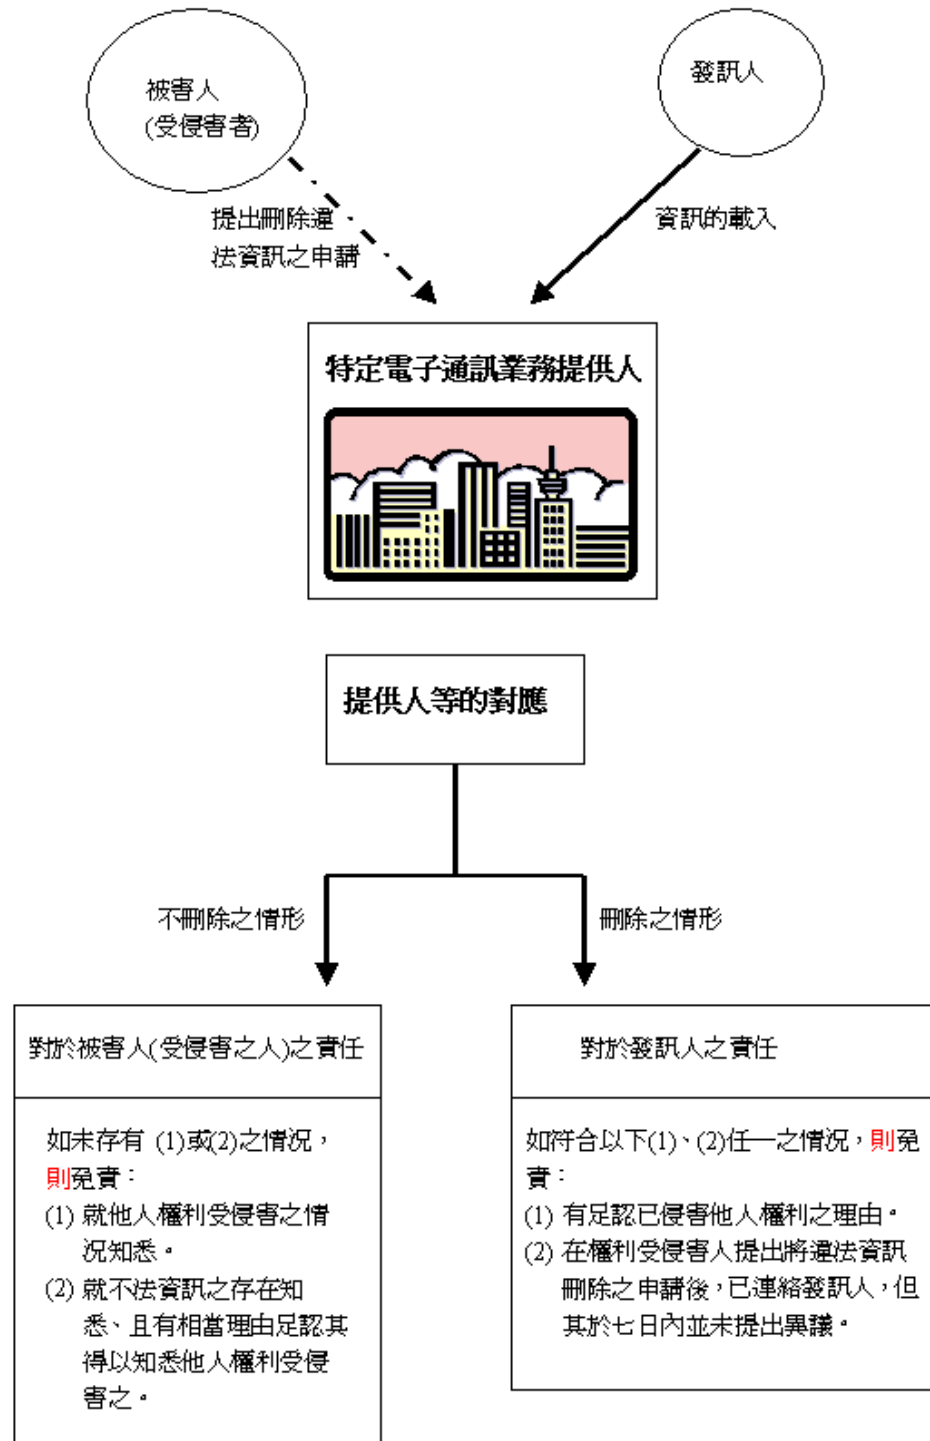 被害人
(受侵害者)
發訊人
提出刪除違
法資訊之申請
資訊的載入
特定電子通訊業務提供人
提供人等的對應
不刪除之情形
刪除之情形
對於被害人(受侵害之人)之責任
如未存有 (1)或(2)之情況，
則免責：
(1) 就他人權利受侵害之情
況知悉。
(2) 就不法資訊之存在知
悉、且有相當理由足認其
得以知悉他人權利受侵
害之。
對於發訊人之責任
如符合以下(1)、(2)任一之情況，則免
責：
(1) 有足認已侵害他人權利之理由。
(2) 在權利受侵害人提出將違法資訊
刪除之申請後，已連絡發訊人，但
其於七日內並未提出異議。